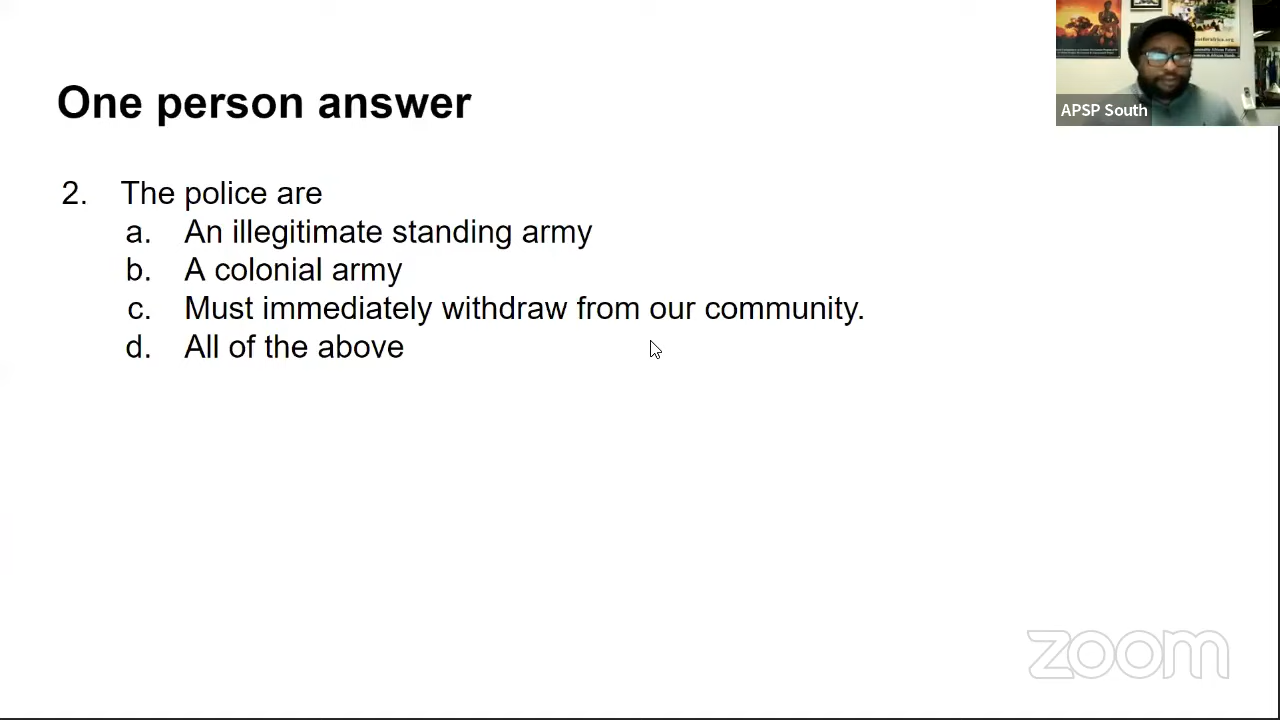 One person answer
APSP South
2. The police are
a. An illegitimate standing army
b. A colonial army
c. Must immediately withdraw from our community.
d. All of the above
zoom